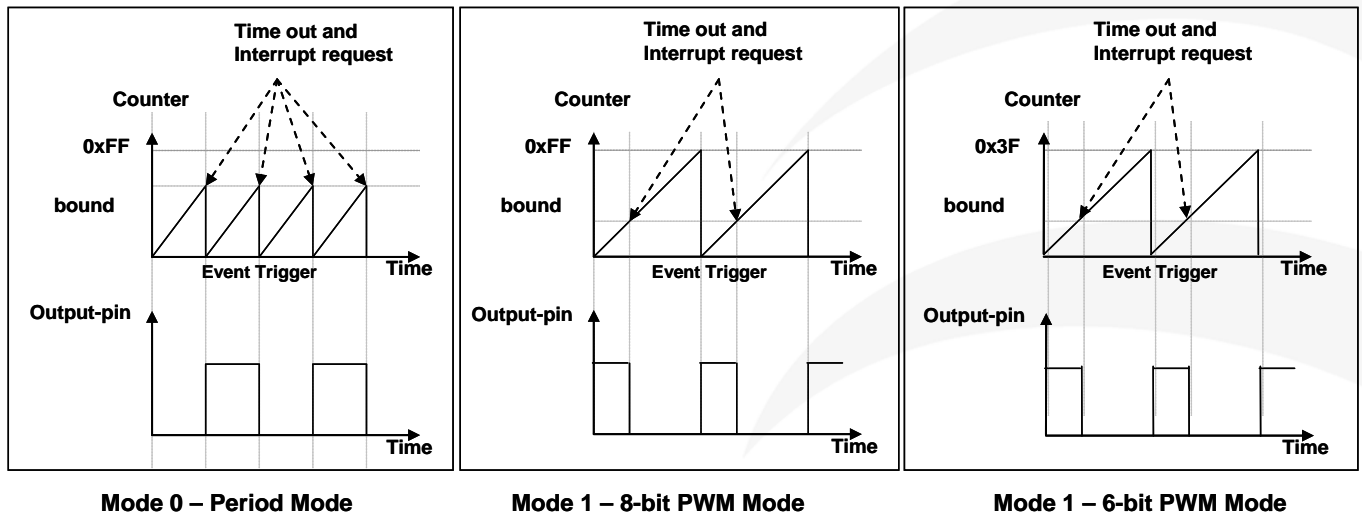 Time out and
Interrupt request
Counter
0xFF
bound
Event Trigger
Time
Output-pin
Time
Mode 0 – Period Mode
Time out and
Interrupt request
Counter
0xFF
bound
Event Trigger
Time
Output-pin
Time
Mode 1 – 8-bit PWM Mode
Time out and
Interrupt request
Counter
0x3F
bound
Event Trigger
Time
Output-pin
Time
Mode 1 – 6-bit PWM Mode